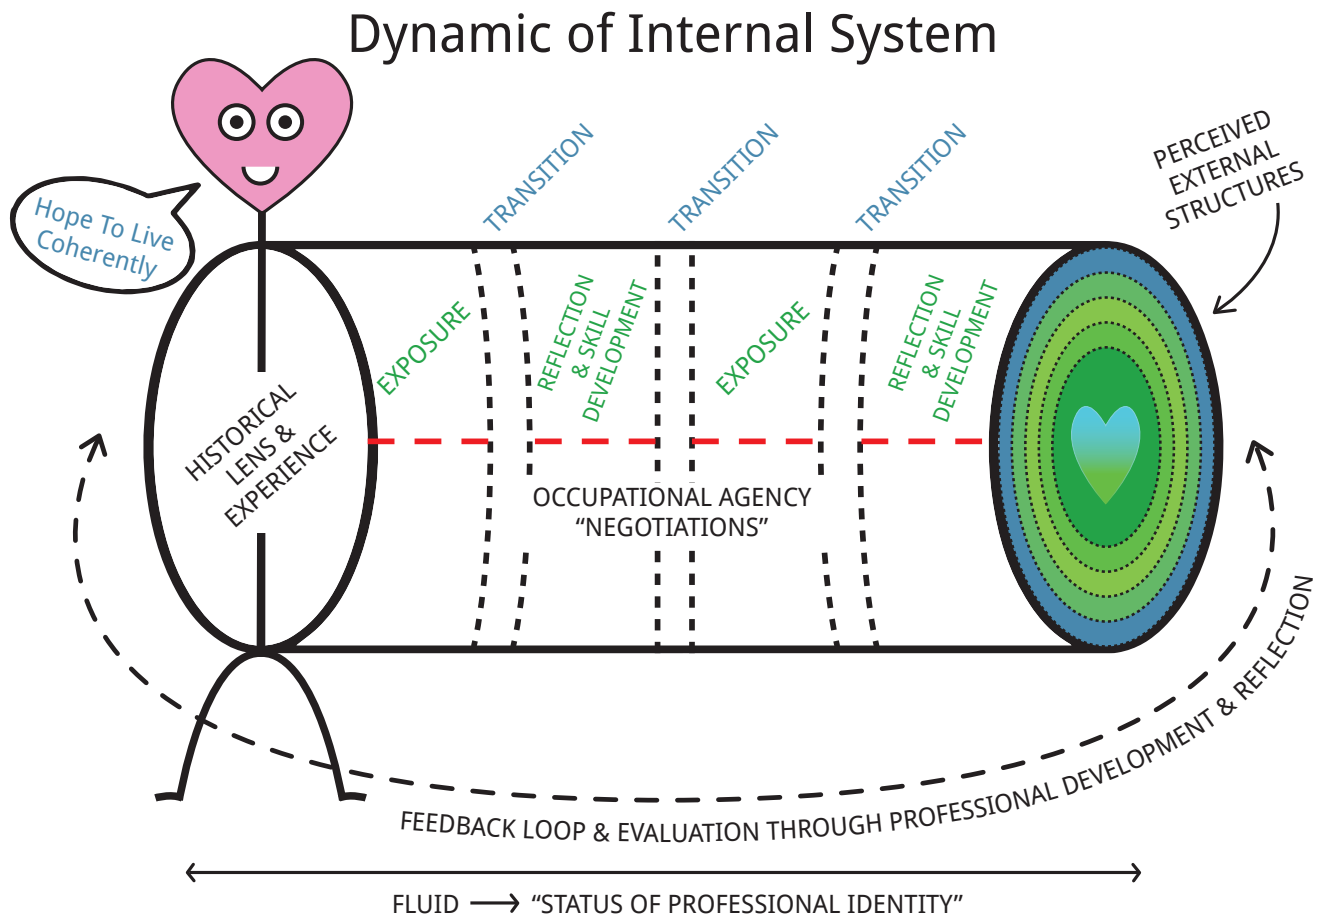 Dynamic of Internal System
Hope To Live
Coherently
TRANSITION
TRANSITION
TRANSITION
PERCEIVED
EXTERNAL
STRUCTURES
HISTORICAL
LENS &
EXPERIENCE
EXPOSURE
REFLECTION
& SKILL
DEVELOPMENT
EXPOSURE
REFLECTION
& SKILL
DEVELOPMENT
OCCUPATIONAL AGENCY
“NEGOTIATIONS”
FEEDBACK LOOP & EVALUATION THROUGH PROFESSIONAL DEVELOPMENT & REFLECTION
FLUID ⟶ “STATUS OF PROFESSIONAL IDENTITY”